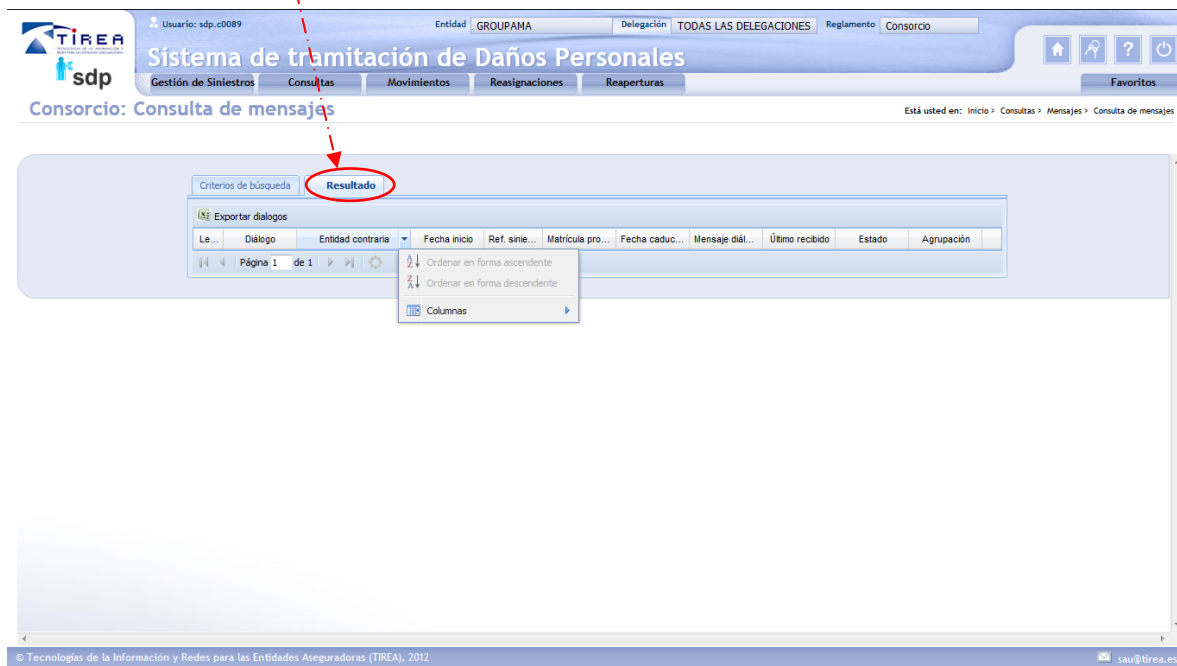 TIREA
sdp
Usuario: sdp.c0089
Entidad GROUPAMA
Delegación TODAS LAS DELEGACIONES
Reglamento Consorcio
Sistema de tramitación de Daños Personales
Gestión de Siniestros Consultas Movimientos Reasignaciones Reaperturas Favoritos
Consorcio: Consulta de mensajes
Está usted en: Inicio > Consultas > Mensajes > Consulta de mensajes
Criterios de búsqueda Resultado
Exportar dialogos
Le... Diálogo Entidad contraria Fecha inicio Ref. sinie... Matrícula pro... Fecha caduc... Mensaje diál... Último recibido Estado Agrupación
Página 1 de 1
Ordenar en forma ascendente
Ordenar en forma descendente
Columnas
© Tecnologías de la Información y Redes para las Entidades Aseguradoras (TIREA), 2012
sau@tirea.es